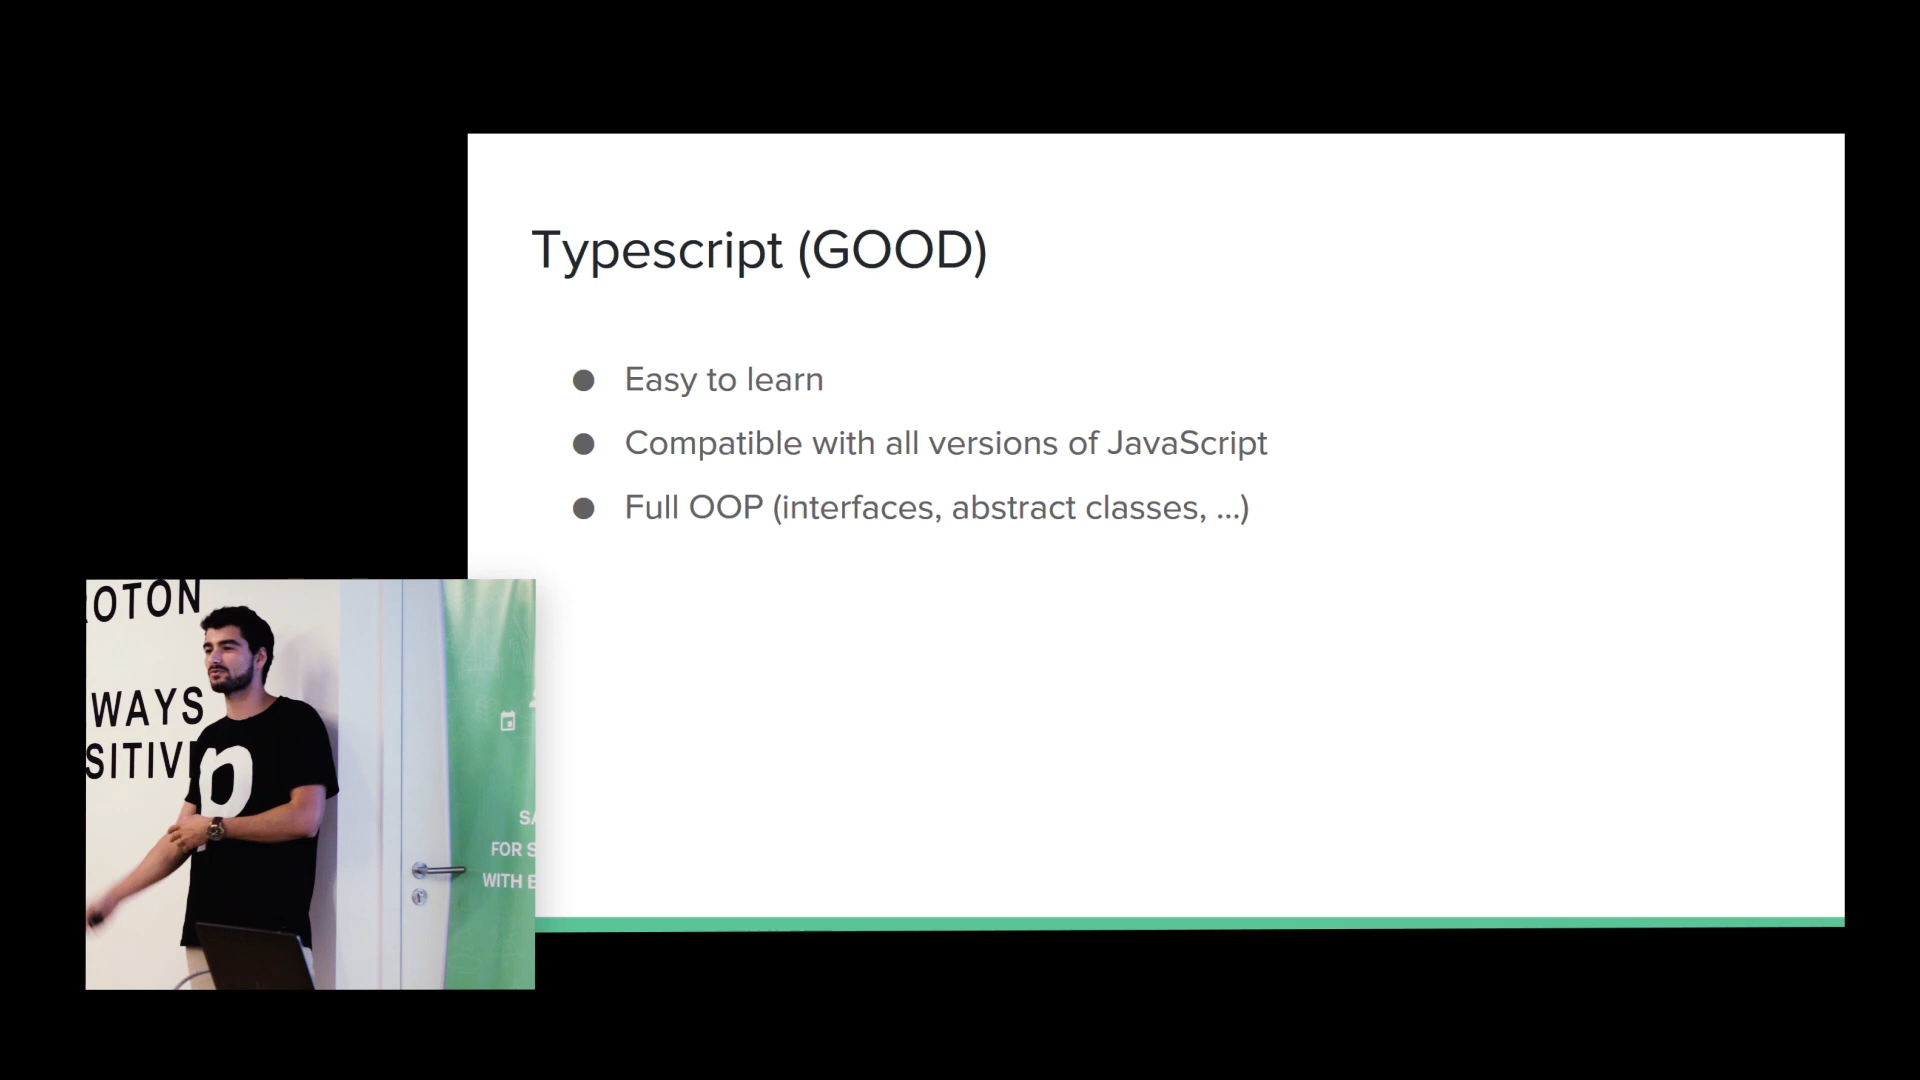 Typescript (GOOD)
● Easy to learn
● Compatible with all versions of JavaScript
● Full OOP (interfaces, abstract classes, ...)
OTON
WAYS
SITIV
p
FOR
WITH